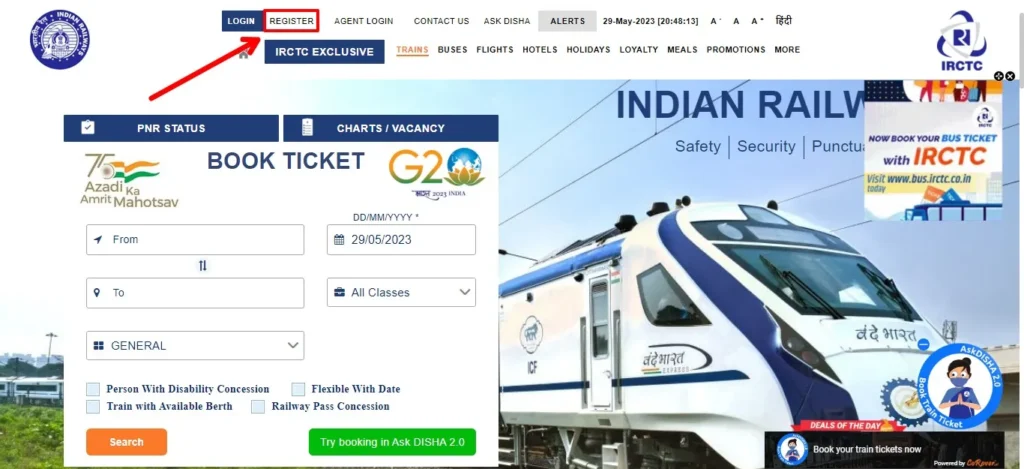 INDIAN RAILWAYS
LOGIN REGISTER AGENT LOGIN CONTACT US ASK DISHA ALERTS 29-May-2023 [20:48:13] A- A A+ हिंदी
IRCTC EXCLUSIVE TRAINS BUSES FLIGHTS HOTELS HOLIDAYS LOYALTY MEALS PROMOTIONS MORE
IRCTC
PNR STATUS
CHARTS / VACANCY
75
Azadi Ka
Amrit Mahotsav
BOOK TICKET
G20
2023 INDIA
DD/MM/YYYY *
From
29/05/2023
To
All Classes
GENERAL
Person With Disability Concession
Flexible With Date
Train with Available Berth
Railway Pass Concession
Search
Try booking in Ask DISHA 2.0
INDIAN RAILW
Safety | Security | Punctua
IRCTC
NOW BOOK YOUR BUS TICKET
with IRCTC
Visit www.bus.irctc.co.in
today
ICF
वंदे भारत
EXPRESS
वंदे भारत
AskDISHA 2.0
Book Train Ticket
DEALS OF THE DAY
Book your train tickets now
Powered by CoRover